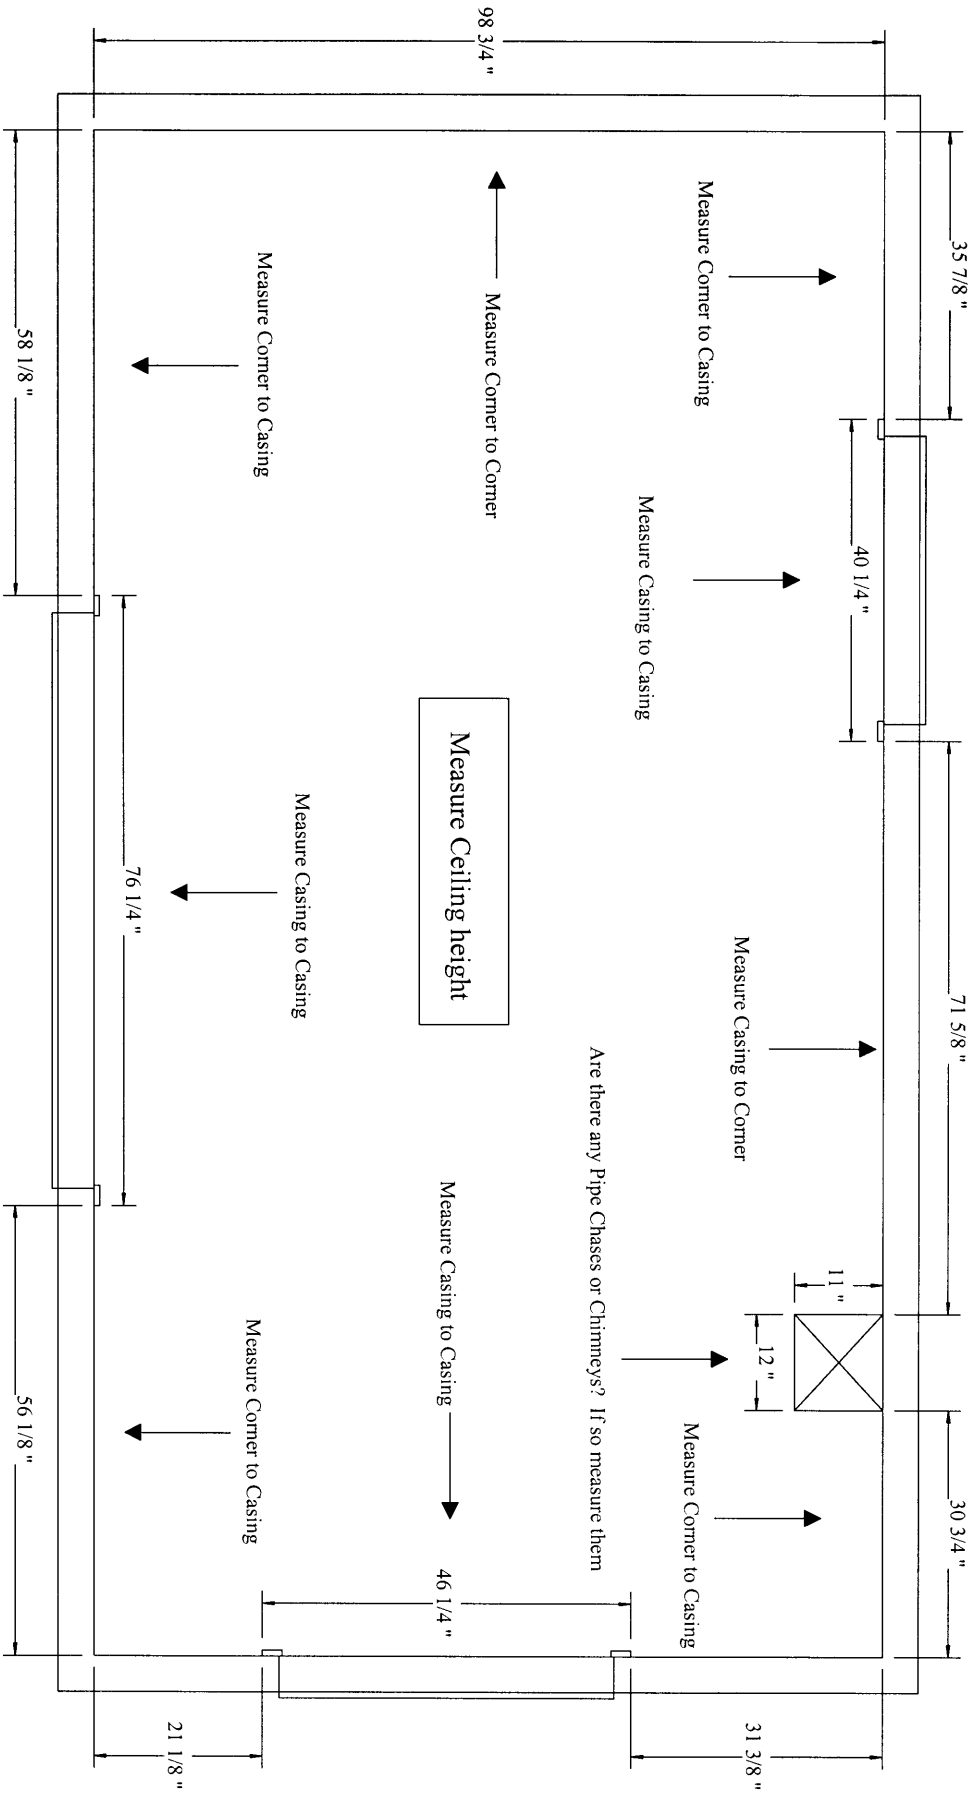 35 7/8 "
71 5/8 "
30 3/4 "
98 3/4 "
40 1/4 "
11 "
12 "
31 3/8 "
Measure Corner to Casing
Measure Casing to Casing
Measure Casing to Corner
Measure Corner to Casing
Are there any Pipe Chases or Chimneys? If so measure them
Measure Corner to Corner
Measure Ceiling height
Measure Casing to Casing
46 1/4 "
Measure Corner to Casing
Measure Casing to Casing
Measure Corner to Casing
76 1/4 "
21 1/8 "
58 1/8 "
56 1/8 "